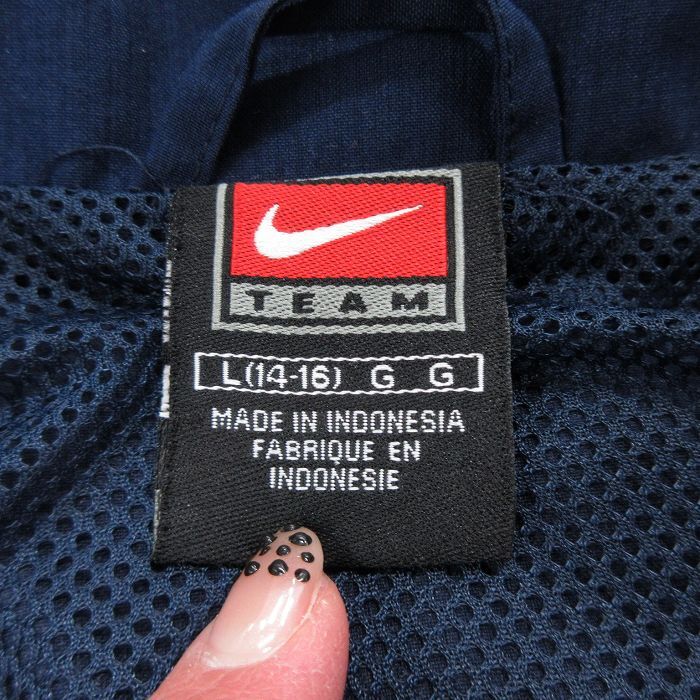 TEAM
L(14-16) G G
MADE IN INDONESIA
FABRIQUE EN
INDONESIE